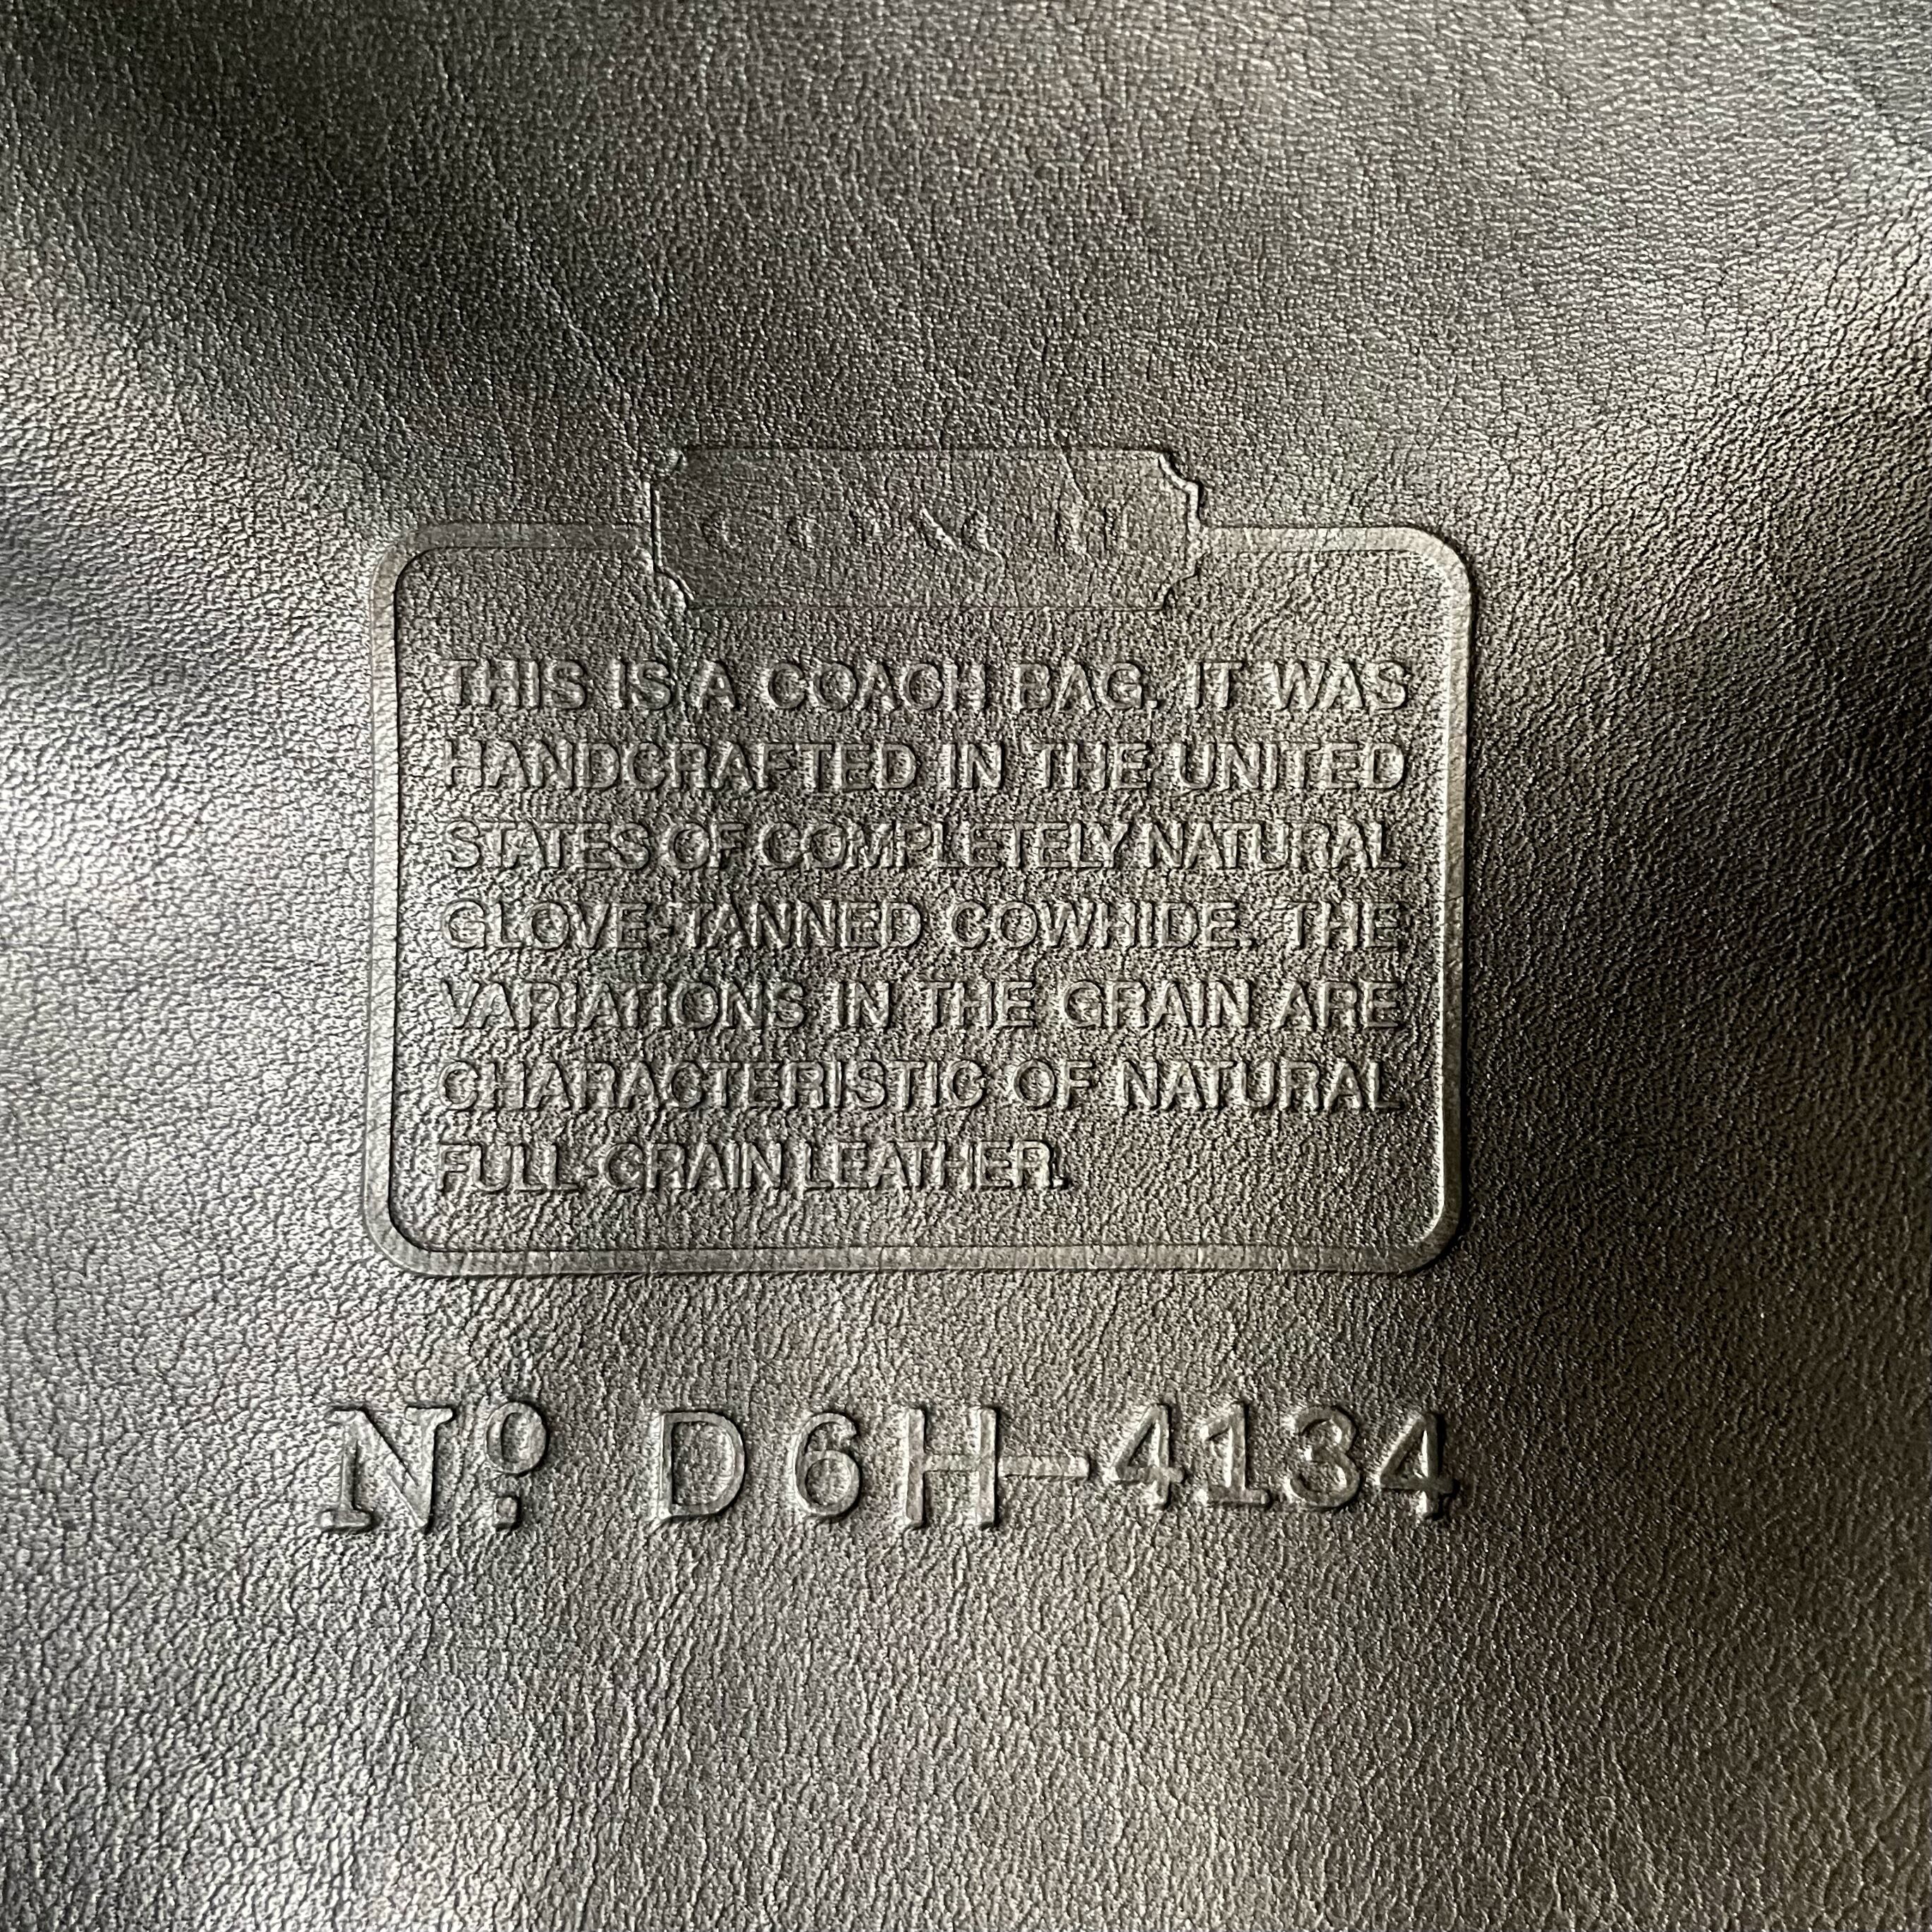 COACH
THIS IS A COACH BAG. IT WAS
HANDCRAFTED IN THE UNITED
STATES OF COMPLETELY NATURAL
GLOVE-TANNED COWHIDE. THE
VARIATIONS IN THE GRAIN ARE
CHARACTERISTIC OF NATURAL
FULL-GRAIN LEATHER.
Nº D6H-4134